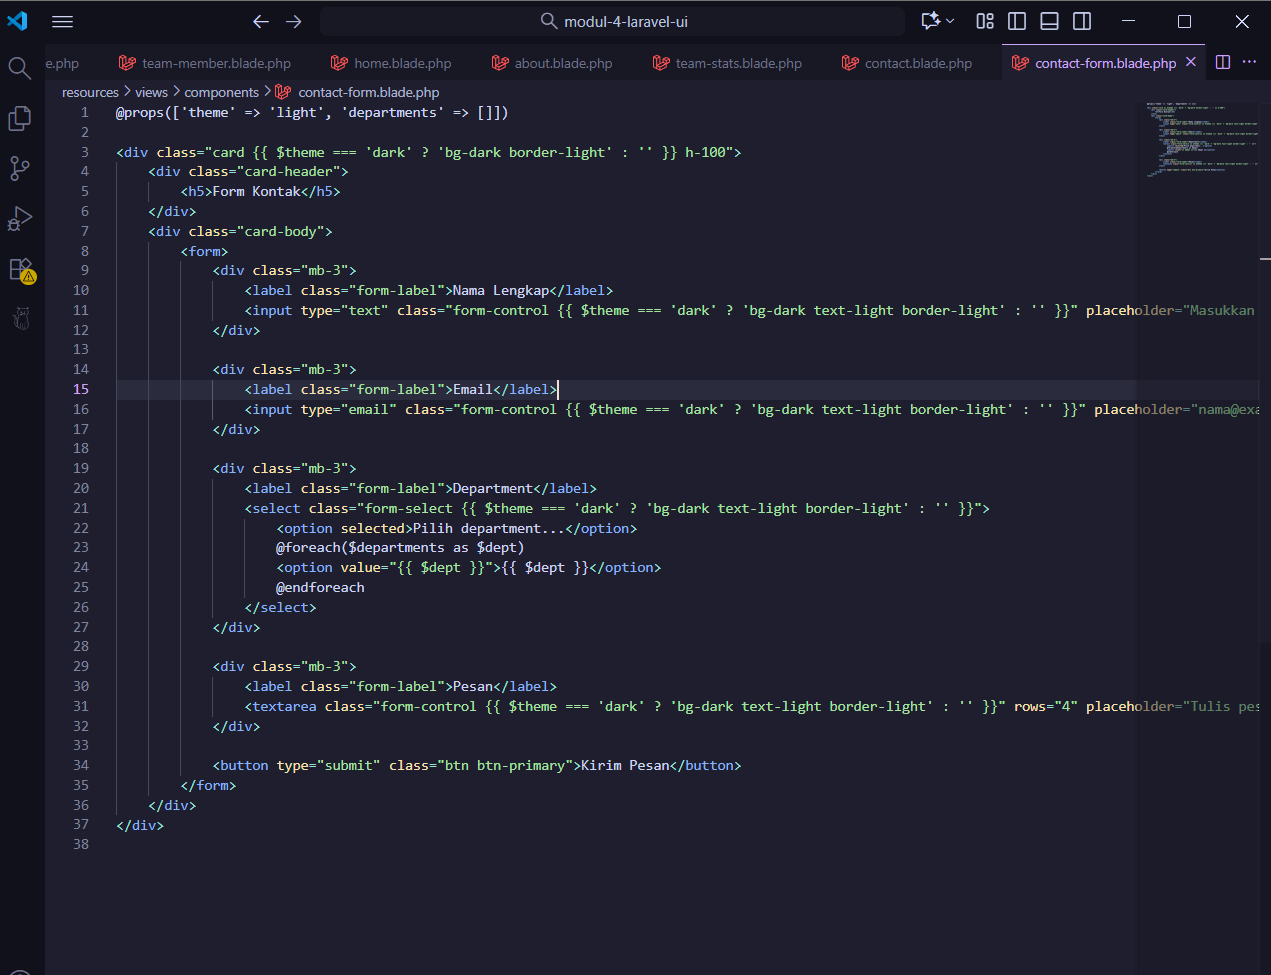 modul-4-laravel-ui
e.php
team-member.blade.php
home.blade.php
about.blade.php
team-stats.blade.php
contact.blade.php
contact-form.blade.php
resources > views > components > contact-form.blade.php
1 @props(['theme' => 'light', 'departments' => []])
2
3 <div class="card {{ $theme === 'dark' ? 'bg-dark border-light' : '' }} h-100">
4 <div class="card-header">
5 <h5>Form Kontak</h5>
6 </div>
7 <div class="card-body">
8 <form>
9 <div class="mb-3">
10 <label class="form-label">Nama Lengkap</label>
11 <input type="text" class="form-control {{ $theme === 'dark' ? 'bg-dark text-light border-light' : '' }}" placeholder="Masukkan
12 </div>
13
14 <div class="mb-3">
15 <label class="form-label">Email</label>
16 <input type="email" class="form-control {{ $theme === 'dark' ? 'bg-dark text-light border-light' : '' }}" placeholder="nama@exa
17 </div>
18
19 <div class="mb-3">
20 <label class="form-label">Department</label>
21 <select class="form-select {{ $theme === 'dark' ? 'bg-dark text-light border-light' : '' }}">
22 <option selected>Pilih department...</option>
23 @foreach($departments as $dept)
24 <option value="{{ $dept }}">{{ $dept }}</option>
25 @endforeach
26 </select>
27 </div>
28
29 <div class="mb-3">
30 <label class="form-label">Pesan</label>
31 <textarea class="form-control {{ $theme === 'dark' ? 'bg-dark text-light border-light' : '' }}" rows="4" placeholder="Tulis pes
32 </div>
33
34 <button type="submit" class="btn btn-primary">Kirim Pesan</button>
35 </form>
36 </div>
37 </div>
38